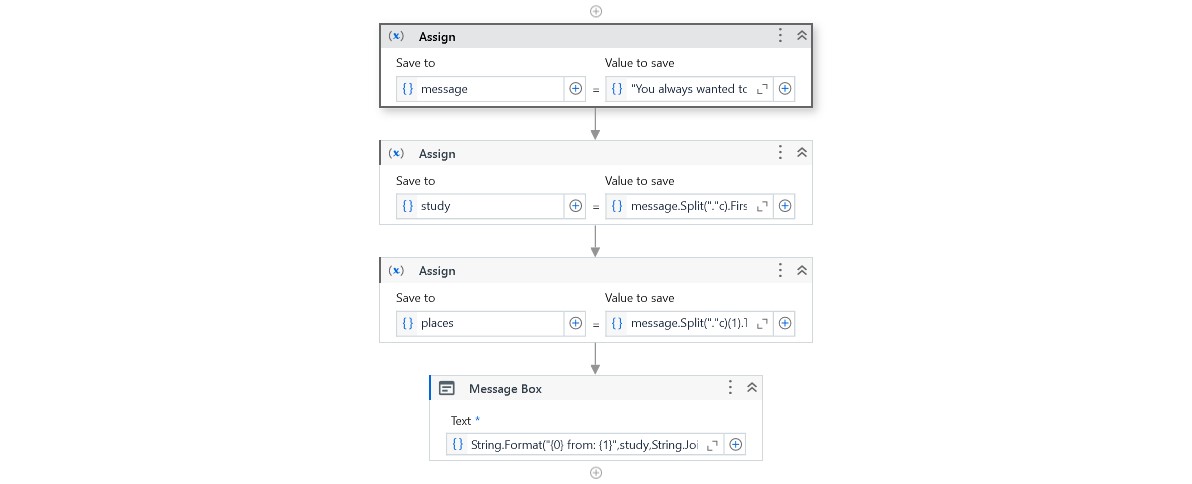 (x) Assign
Save to Value to save
{} message = {} "You always wanted to
(x) Assign
Save to Value to save
{} study = {} message.Split("."c).Firs
(x) Assign
Save to Value to save
{} places = {} message.Split("."c)(1).T
Message Box
Text *
{} String.Format("{0} from: {1}",study,String.Joi